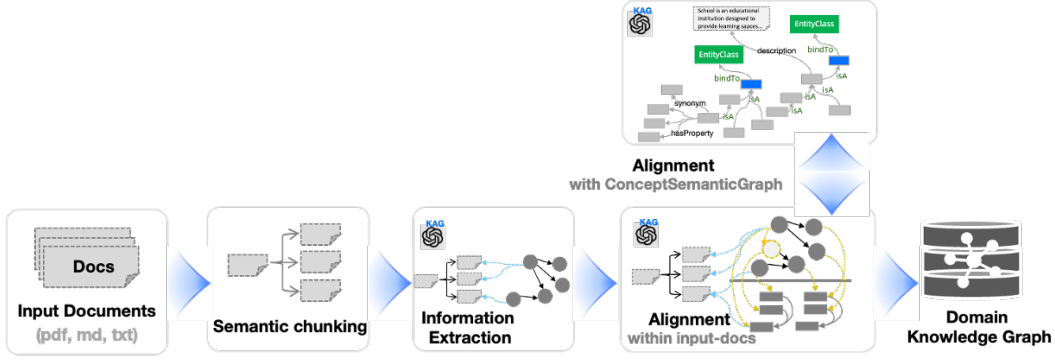 KAG
School is an educational
institution designed to
provide learning spaces...
EntityClass
description
bindTo
EntityClass
isA
bindTo
isA
synonym
isA
isA
isA
isA
hasProperty
Alignment
with ConceptSemanticGraph
Docs
Input Documents
(pdf, md, txt)
Semantic chunking
KAG
Information
Extraction
KAG
Alignment
within input-docs
Domain
Knowledge Graph